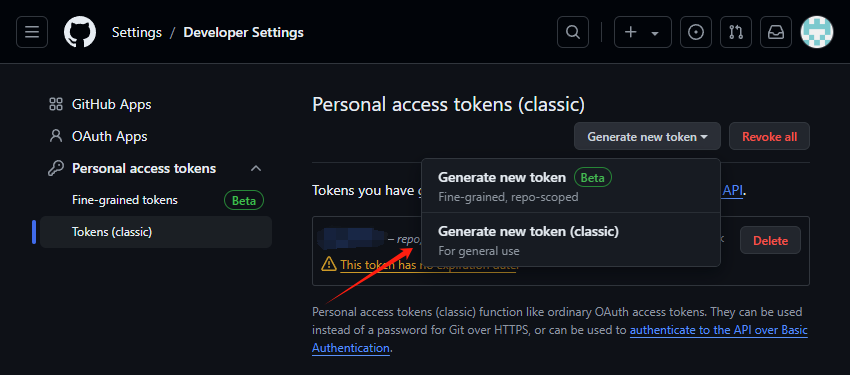 Settings / Developer Settings
GitHub Apps
OAuth Apps
Personal access tokens
Fine-grained tokens Beta
Tokens (classic)
Personal access tokens (classic)
Generate new token Revoke all
Generate new token Beta
Fine-grained, repo-scoped
Generate new token (classic)
For general use
Tokens you have API.
– repo, Delete
This token has no expiration date.
Personal access tokens (classic) function like ordinary OAuth access tokens. They can be used
instead of a password for Git over HTTPS, or can be used to authenticate to the API over Basic
Authentication.